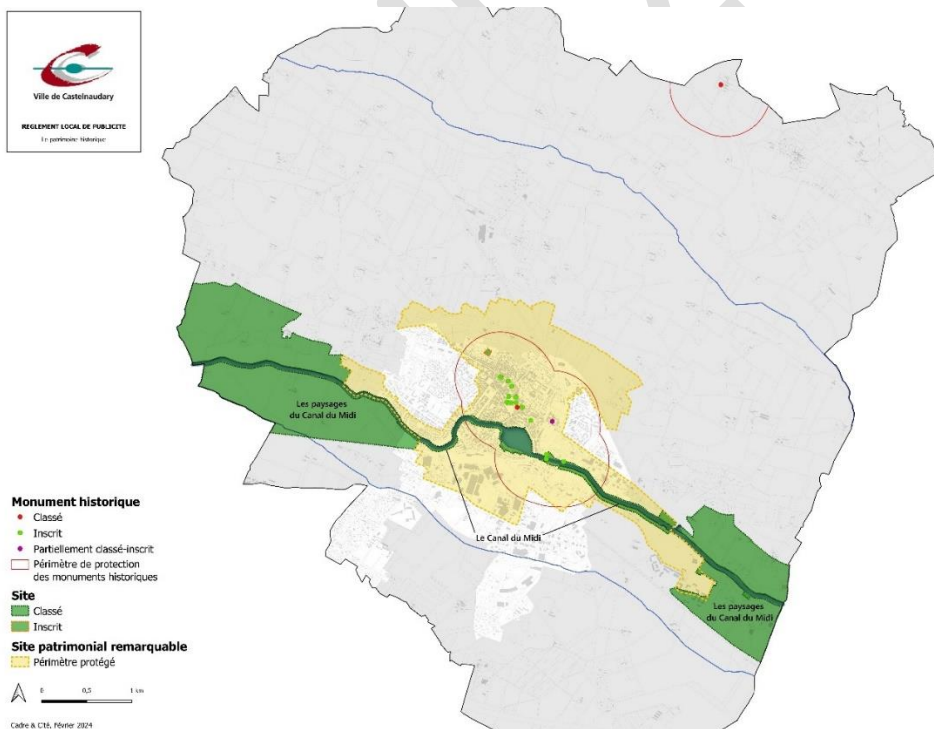 Ville de Castelnaudary
REGLEMENT LOCAL DE PUBLICITE
Le patrimoine historique
Les paysages
du Canal du Midi
Le Canal du Midi
Les paysages
du Canal du Midi
Monument historique
Classé
Inscrit
Partiellement classé-inscrit
Périmètre de protection
des monuments historiques
Site
Classé
Inscrit
Site patrimonial remarquable
Périmètre protégé
0 0,5 1 km
Cadre & Cité, Février 2024